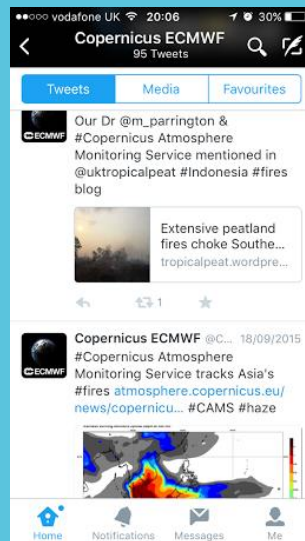 vodafone UK 20:06 30%
Copernicus ECMWF
95 Tweets
Tweets Media Favourites
ECMWF
Our Dr @m_parrington &
#Copernicus Atmosphere
Monitoring Service mentioned in
@uktropicalpeat #Indonesia #fires
blog
Extensive peatland
fires choke Southe...
tropicalpeat.wordpre...
1
Copernicus ECMWF @C... 18/09/2015
ECMWF
#Copernicus Atmosphere
Monitoring Service tracks Asia's
#fires atmosphere.copernicus.eu/
news/copernicu... #CAMS #haze
Home Notifications Messages Me